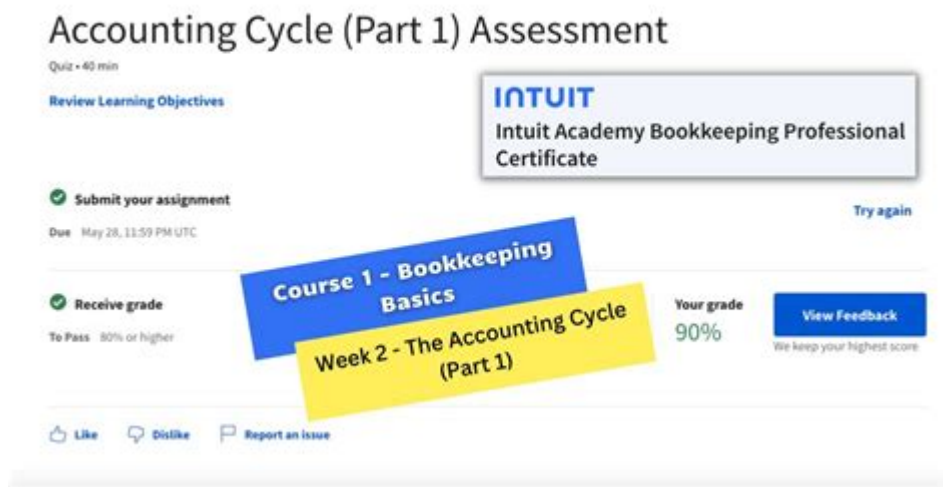 Accounting Cycle (Part 1) Assessment
Quiz • 40 min
Review Learning Objectives
INTUIT
Intuit Academy Bookkeeping Professional
Certificate
Submit your assignment
Due May 28, 11:59 PM UTC
Try again
Course 1 - Bookkeeping
Basics
Receive grade
To Pass 80% or higher
Week 2 - The Accounting Cycle
(Part 1)
Your grade
90%
View Feedback
We keep your highest score
Like Dislike Report an issue